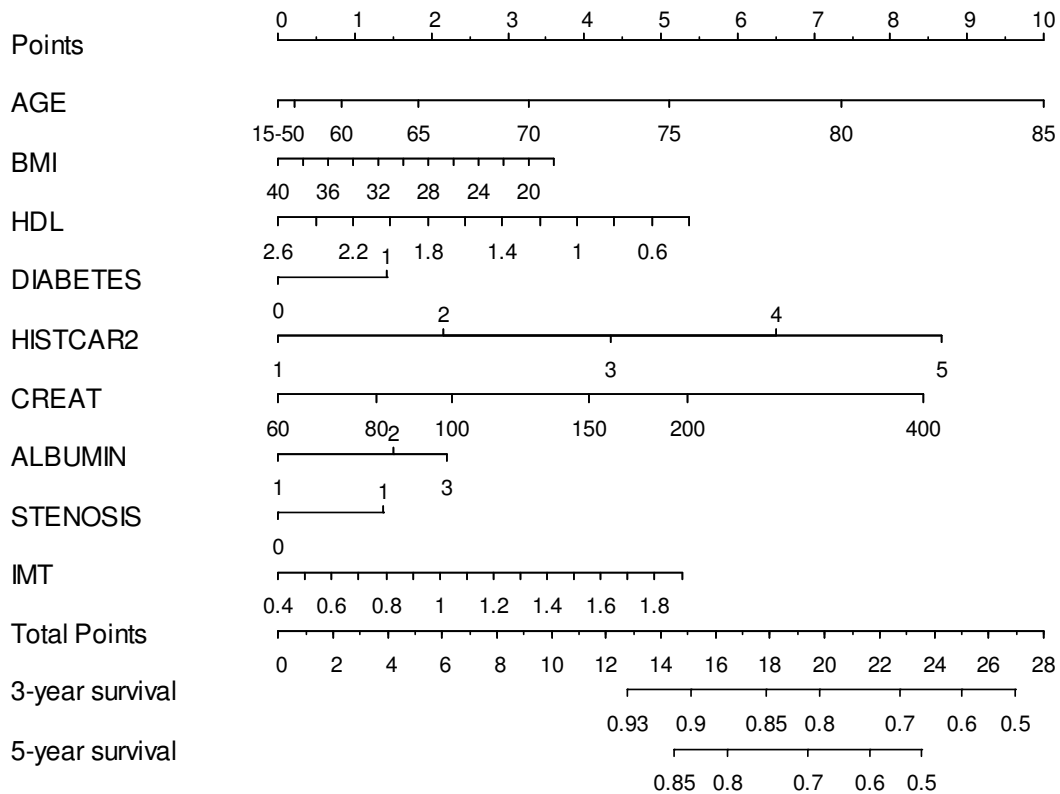 0 1 2 3 4 5 6 7 8 9 10
Points
AGE
15-50 60 65 70 75 80 85
BMI
40 36 32 28 24 20
HDL
2.6 2.2 1.8 1.4 1 0.6
1
DIABETES
0
2 4
HISTCAR2
1 3 5
CREAT
60 80 100 150 200 400
2
ALBUMIN
1 3
1
STENOSIS
0
IMT
0.4 0.6 0.8 1 1.2 1.4 1.6 1.8
Total Points
0 2 4 6 8 10 12 14 16 18 20 22 24 26 28
3-year survival
0.93 0.9 0.85 0.8 0.7 0.6 0.5
5-year survival
0.85 0.8 0.7 0.6 0.5